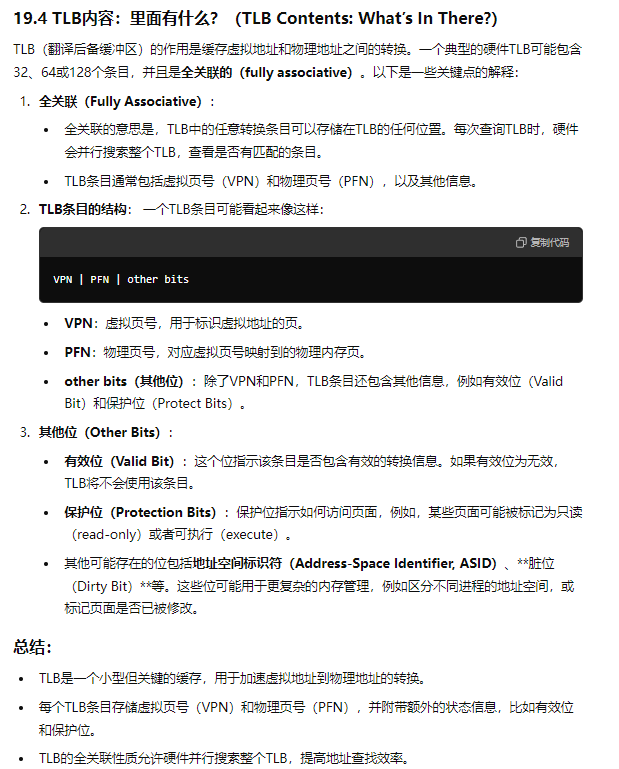 19.4 TLB内容：里面有什么？（TLB Contents: What's In There?）
TLB（翻译后备缓冲区）的作用是缓存虚拟地址和物理地址之间的转换。一个典型的硬件TLB可能包含
32、64或128个条目，并且是全关联的（fully associative）。以下是一些关键点的解释：
1. 全关联（Fully Associative）：
• 全关联的意思是，TLB中的任意转换条目可以存储在TLB的任何位置。每次查询TLB时，硬件
会并行搜索整个TLB，查看是否有匹配的条目。
• TLB条目通常包括虚拟页号（VPN）和物理页号（PFN），以及其他信息。
2. TLB条目的结构： 一个TLB条目可能看起来像这样：
复制代码
VPN | PFN | other bits
• VPN：虚拟页号，用于标识虚拟地址的页。
• PFN：物理页号，对应虚拟页号映射到的物理内存页。
• other bits（其他位）：除了VPN和PFN，TLB条目还包含其他信息，例如有效位（Valid
Bit）和保护位（Protect Bits）。
3. 其他位（Other Bits）：
• 有效位（Valid Bit）：这个位指示该条目是否包含有效的转换信息。如果有效位为无效，
TLB将不会使用该条目。
• 保护位（Protection Bits）：保护位指示如何访问页面，例如，某些页面可能被标记为只读
（read-only）或者可执行（execute）。
• 其他可能存在的位包括地址空间标识符（Address-Space Identifier, ASID）、**脏位
（Dirty Bit）**等。这些位可能用于更复杂的内存管理，例如区分不同进程的地址空间，或
标记页面是否已被修改。
总结：
• TLB是一个小型但关键的缓存，用于加速虚拟地址到物理地址的转换。
• 每个TLB条目存储虚拟页号（VPN）和物理页号（PFN），并附带额外的状态信息，比如有效位
和保护位。
• TLB的全关联性质允许硬件并行搜索整个TLB，提高地址查找效率。